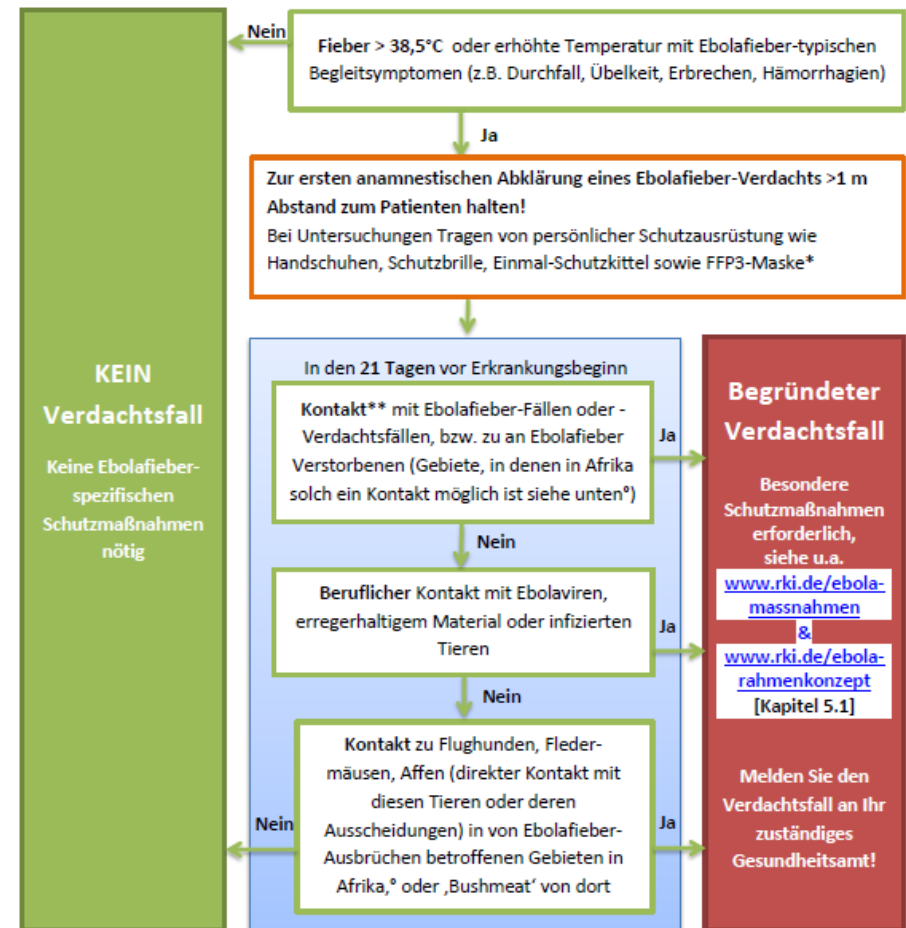 Nein
Fieber > 38,5°C oder erhöhte Temperatur mit Ebolafieber-typischen
Begleitsymptomen (z.B. Durchfall, Übelkeit, Erbrechen, Hämorrhagien)
Ja
Zur ersten anamnestischen Abklärung eines Ebolafieber-Verdachts >1 m
Abstand zum Patienten halten!
Bei Untersuchungen Tragen von persönlicher Schutzausrüstung wie
Handschuhen, Schutzbrille, Einmal-Schutzkittel sowie FFP3-Maske*
KEIN
Verdachtsfall
Keine Ebolafieber-
spezifischen
Schutzmaßnahmen
nötig
In den 21 Tagen vor Erkrankungsbeginn
Kontakt** mit Ebolafieber-Fällen oder -
Verdachtsfällen, bzw. zu an Ebolafieber
Verstorbenen (Gebiete, in denen in Afrika
solch ein Kontakt möglich ist siehe unten°)
Ja
Nein
Beruflicher Kontakt mit Ebolaviren,
erregerhaltigem Material oder infizierten
Tieren
Ja
Nein
Kontakt zu Flughunden, Fleder-
mäusen, Affen (direkter Kontakt mit
diesen Tieren oder deren
Ausscheidungen) in von Ebolafieber-
Ausbrüchen betroffenen Gebieten in
Afrika,° oder ‚Bushmeat‘ von dort
Nein
Ja
Begründeter
Verdachtsfall
Besondere
Schutzmaßnahmen
erforderlich,
siehe u.a.
www.rki.de/ebola-
massnahmen
&
www.rki.de/ebola-
rahmenkonzept
[Kapitel 5.1]
Melden Sie den
Verdachtsfall an Ihr
zuständiges
Gesundheitsamt!